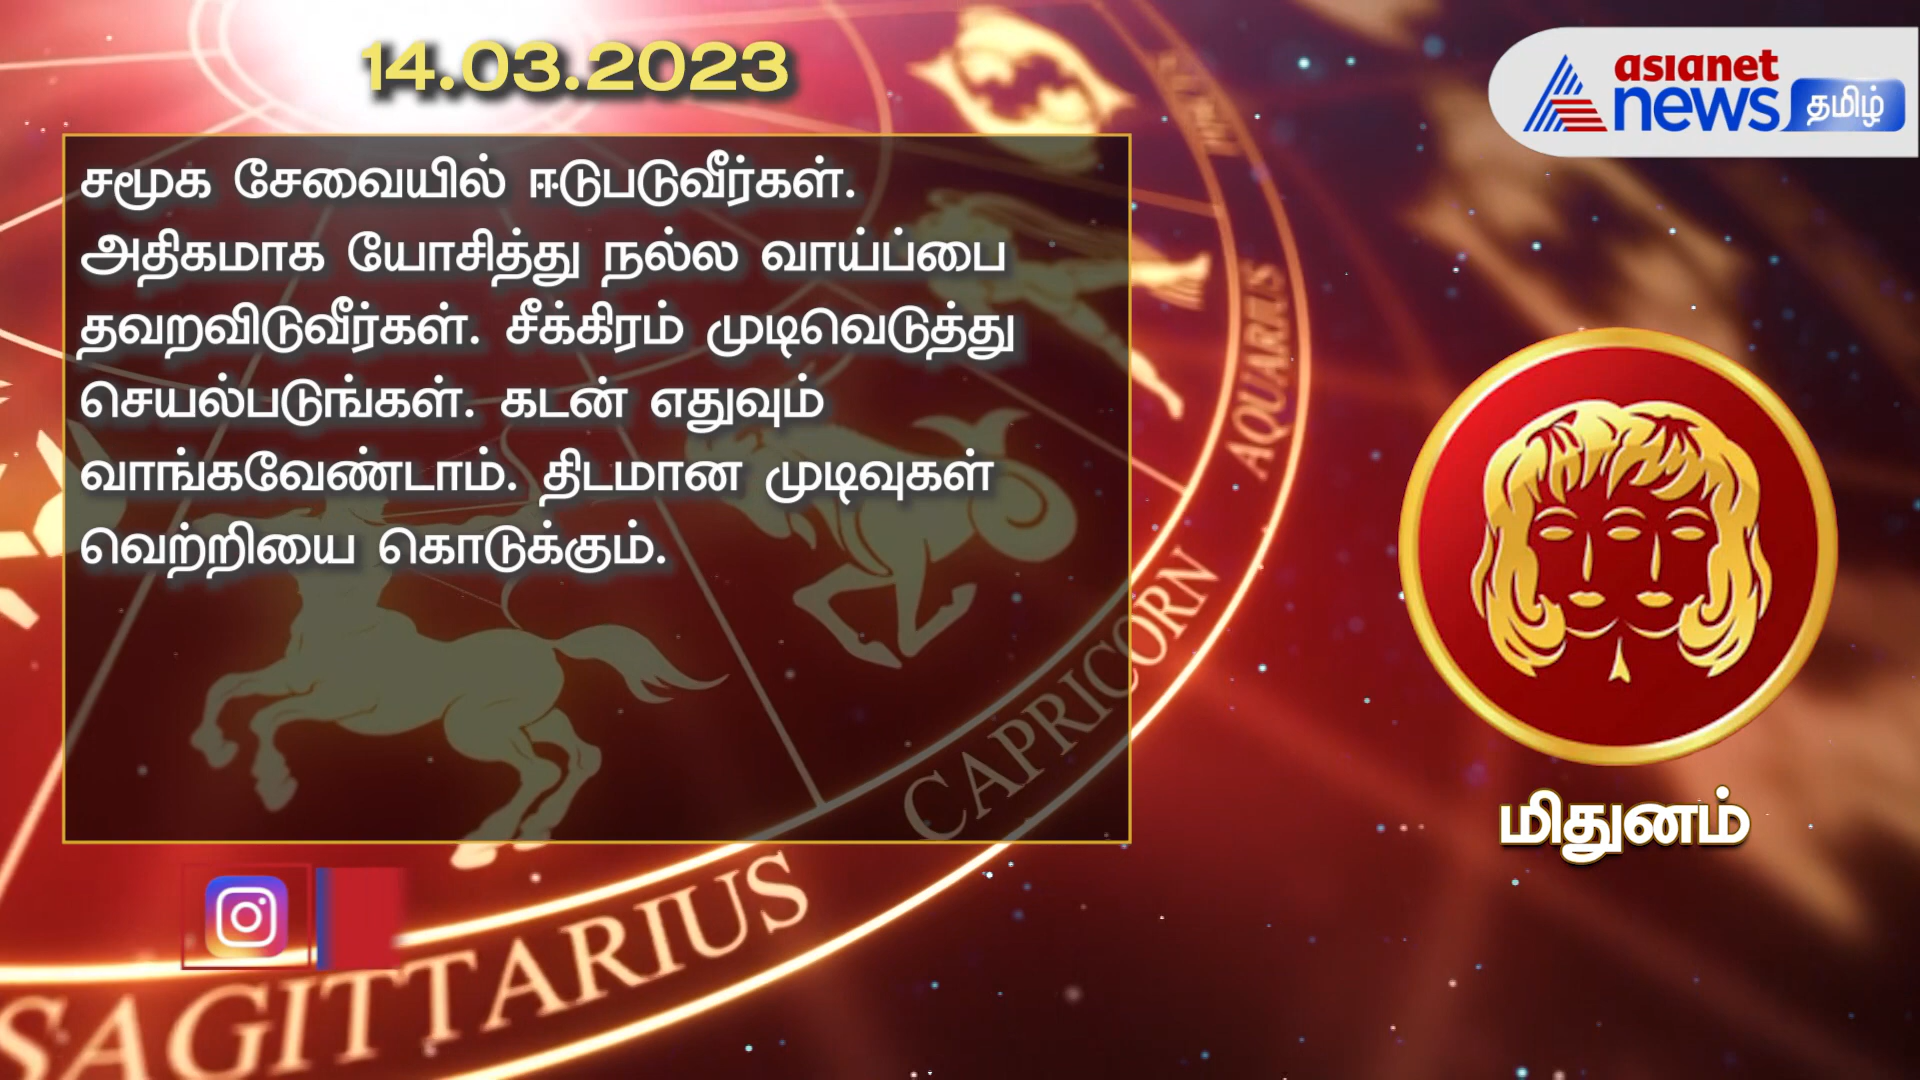 14.03.2023
asianet
news தமிழ்
சமூக சேவையில் ஈடுபடுவீர்கள்.
அதிகமாக யோசித்து நல்ல வாய்ப்பை
தவறவிடுவீர்கள். சீக்கிரம் முடிவெடுத்து
செயல்படுங்கள். கடன் எதுவும்
வாங்கவேண்டாம். திடமான முடிவுகள்
வெற்றியை கொடுக்கும்.
மிதுனம்
AQUARIUS
CAPRICORN
SAGITTARIUS